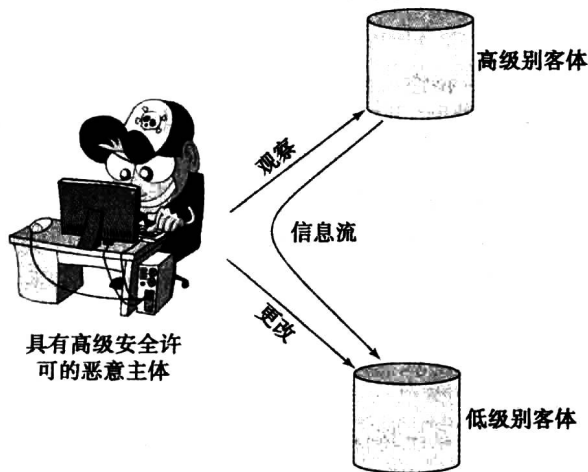 高级别客体
观察
信息流
更改
具有高级安全许
可的恶意主体
低级别客体